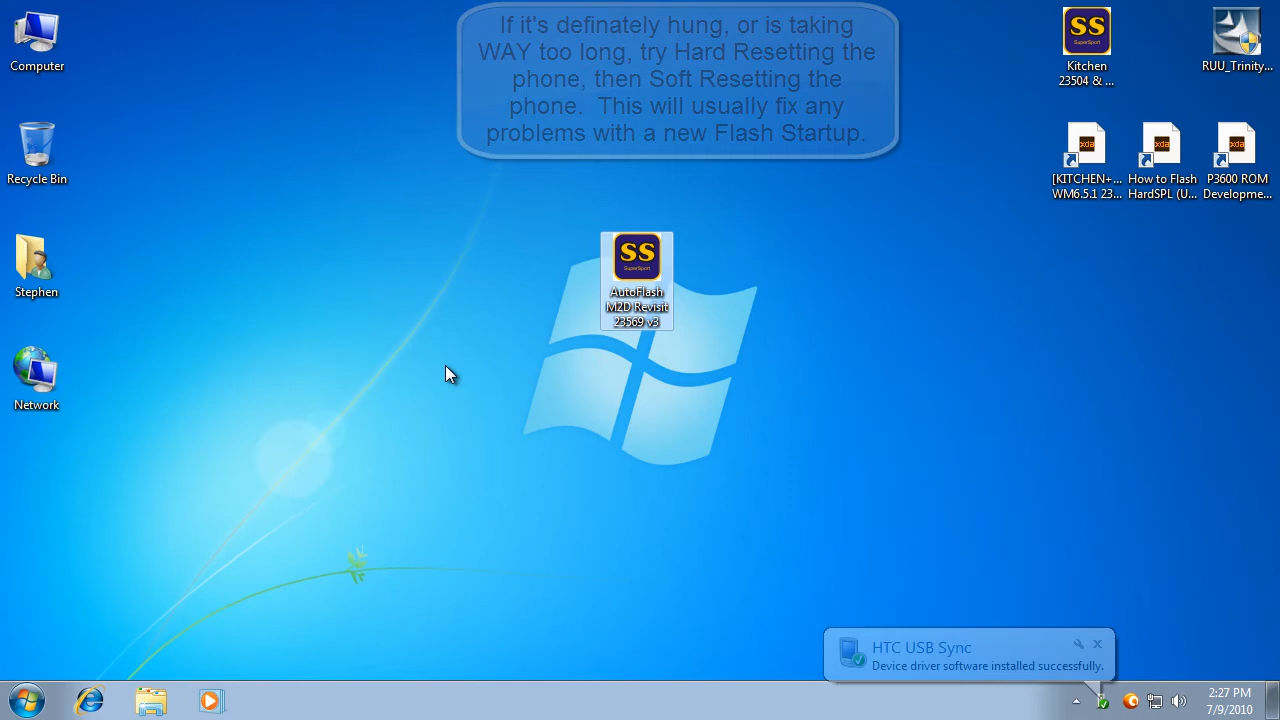 If it's definately hung, or is taking
WAY too long, try Hard Resetting the
phone, then Soft Resetting the
phone. This will usually fix any
problems with a new Flash Startup.
Computer
Recycle Bin
Stephen
Network
SS
SuperSport
Kitchen
23504 & ...
RUU_Trinity...
xda
[KITCHEN+...
WM6.5.1 23...
xda
How to Flash
HardSPL (U...
xda
P3600 ROM
Developme...
SS
SuperSport
AutoFlash
M2D Revisit
23569 v3
HTC USB Sync
Device driver software installed successfully.
2:27 PM
7/9/2010